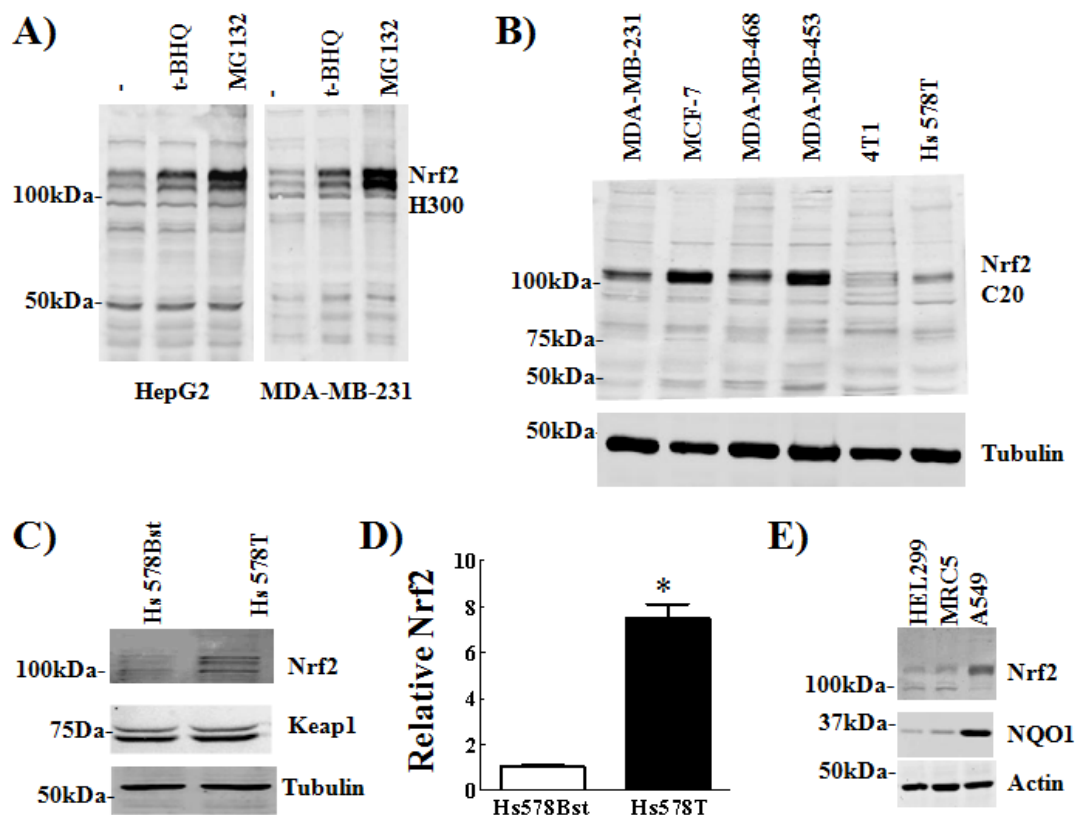 A)
-
t-BHQ
MG132
-
t-BHQ
MG132
Nrf2
H300
100kDa-
50kDa-
HepG2
MDA-MB-231
B)
MDA-MB-231
MCF-7
MDA-MB-468
MDA-MB-453
4T1
Hs 578T
100kDa-
75kDa-
50kDa-
Nrf2
C20
50kDa-
Tubulin
C)
Hs 578Bst
Hs 578T
100kDa-
Nrf2
75Da-
Keap1
50kDa-
Tubulin
D)
Relative Nrf2
10
8
6
4
2
0
*
Hs578Bst
Hs578T
E)
HEL299
MRC5
A549
100kDa-
Nrf2
37kDa-
NQO1
50kDa-
Actin